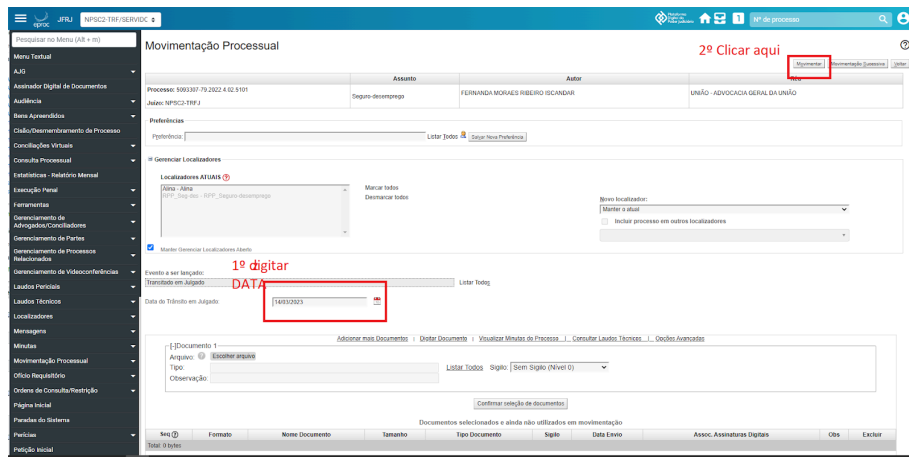 eproc JFRJ NPSC2-TRF/SERVIDC
1 Nº de processo
Pesquisar no Menu (Alt + m)
Menu Textual
AJG
Assinador Digital de Documentos
Audiência
Bens Apreendidos
Cisão/Desmembramento de Processo
Conciliações Virtuais
Consulta Processual
Estatísticas - Relatório Mensal
Execução Penal
Ferramentas
Gerenciamento de
Advogados/Conciliadores
Gerenciamento de Partes
Gerenciamento de Processos
Relacionados
Gerenciamento de Videoconferências
Laudos Periciais
Laudos Técnicos
Localizadores
Mensagens
Minutas
Movimentação Processual
Ofício Requisitório
Ordens de Consulta/Restrição
Página Inicial
Paradas do Sistema
Perícias
Petição Inicial
Movimentação Processual
2º Clicar aqui
Movimentar Movimentação Sucessiva Voltar
Assunto Autor Réu
Processo: 5093307-79.2022.4.02.5101
Juízo: NPSC2-TRFJ
Seguro-desemprego
FERNANDA MORAES RIBEIRO ISCANDAR
UNIÃO - ADVOCACIA GERAL DA UNIÃO
Preferências
Preferência: Listar Todos Salvar Nova Preferência
Gerenciar Localizadores
Localizadores ATUAIS
Alina - Alina
RPP_Seg-des - RPP_Seguro-desemprego
Marcar todos
Desmarcar todos
Novo localizador:
Manter o atual
Incluir processo em outros localizadores
Manter Gerenciar Localizadores Aberto
1º digitar
DATA
Evento a ser lançado:
Transitado em Julgado Listar Todos
Data do Trânsito em Julgado: 14/03/2023
Adicionar mais Documentos | Digitar Documento | Visualizar Minutas do Processo | Consultar Laudos Técnicos | Opções Avançadas
[-]Documento 1
Arquivo: Escolher arquivo
Tipo: Listar Todos Sigilo: Sem Sigilo (Nível 0)
Observação:
Confirmar seleção de documentos
Documentos selecionados e ainda não utilizados em movimentação
Seq Formato Nome Documento Tamanho Tipo Documento Sigilo Data Envio Assoc. Assinaturas Digitais Obs Excluir
Total: 0 bytes